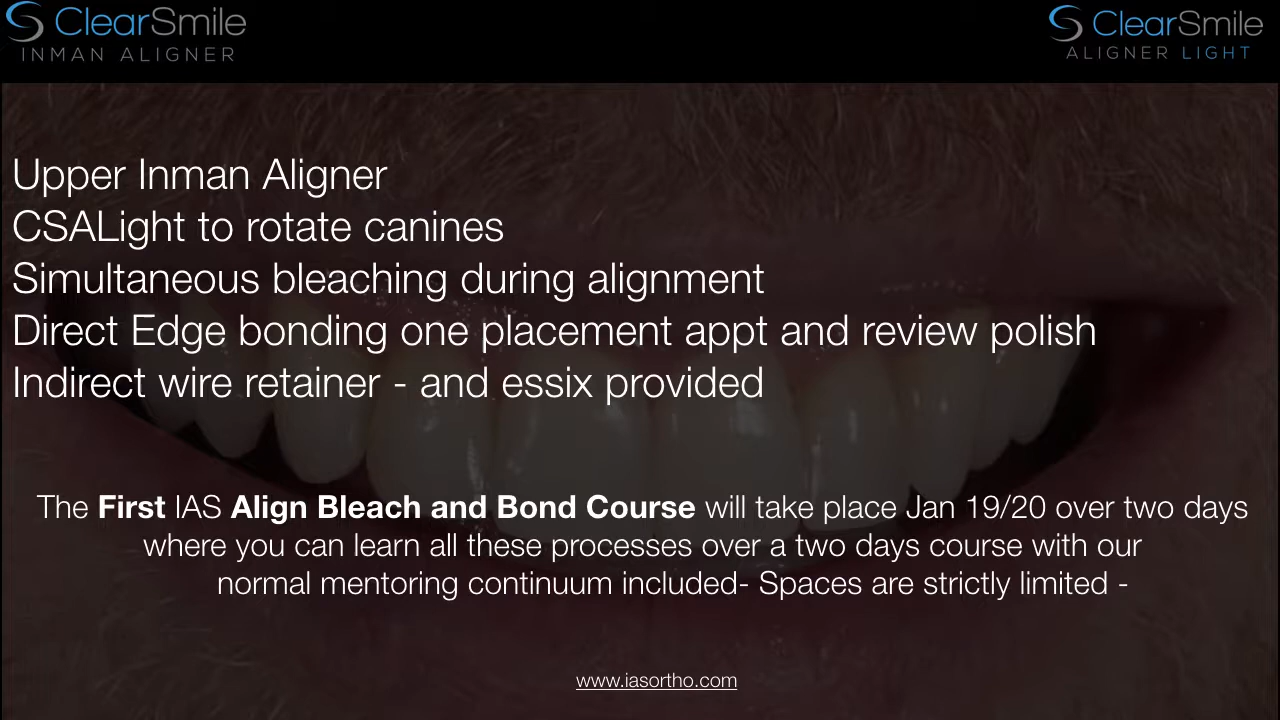 ClearSmile
INMAN ALIGNER
ClearSmile
ALIGNER LIGHT
Upper Inman Aligner
CSALight to rotate canines
Simultaneous bleaching during alignment
Direct Edge bonding one placement appt and review polish
Indirect wire retainer - and essix provided
The First IAS Align Bleach and Bond Course will take place Jan 19/20 over two days
where you can learn all these processes over a two days course with our
normal mentoring continuum included- Spaces are strictly limited -
www.iasortho.com